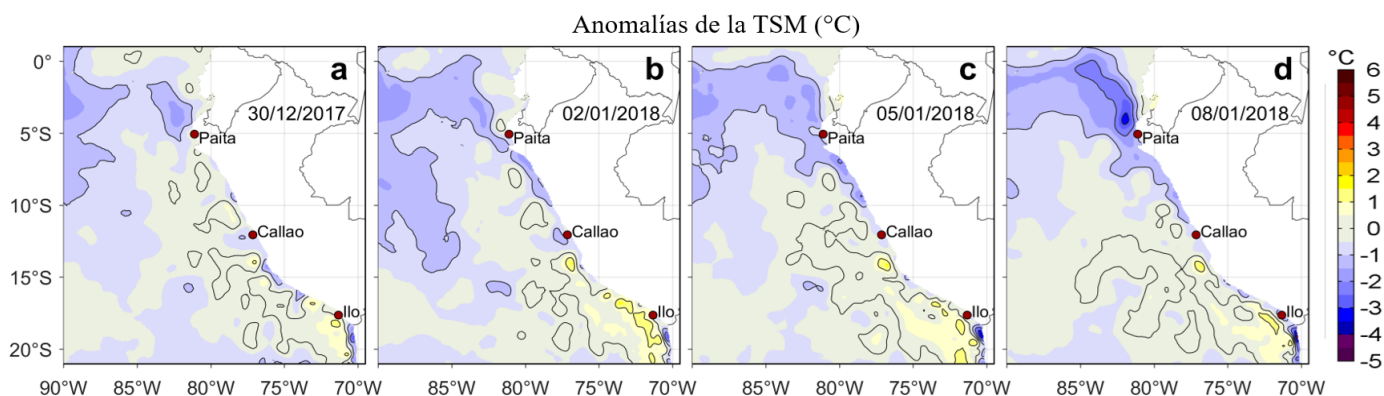 Anomalías de la TSM (°C)
a b c d
30/12/2017 02/01/2018 05/01/2018 08/01/2018
Paita Paita Paita Paita
Callao Callao Callao Callao
Ilo Ilo Ilo Ilo
0°
5°S
10°S
15°S
20°S
90°W 85°W 80°W 75°W 70°W 85°W 80°W 75°W 70°W 85°W 80°W 75°W 70°W 85°W 80°W 75°W 70°W
°C
6
5
4
3
2
1
0
-1
-2
-3
-4
-5